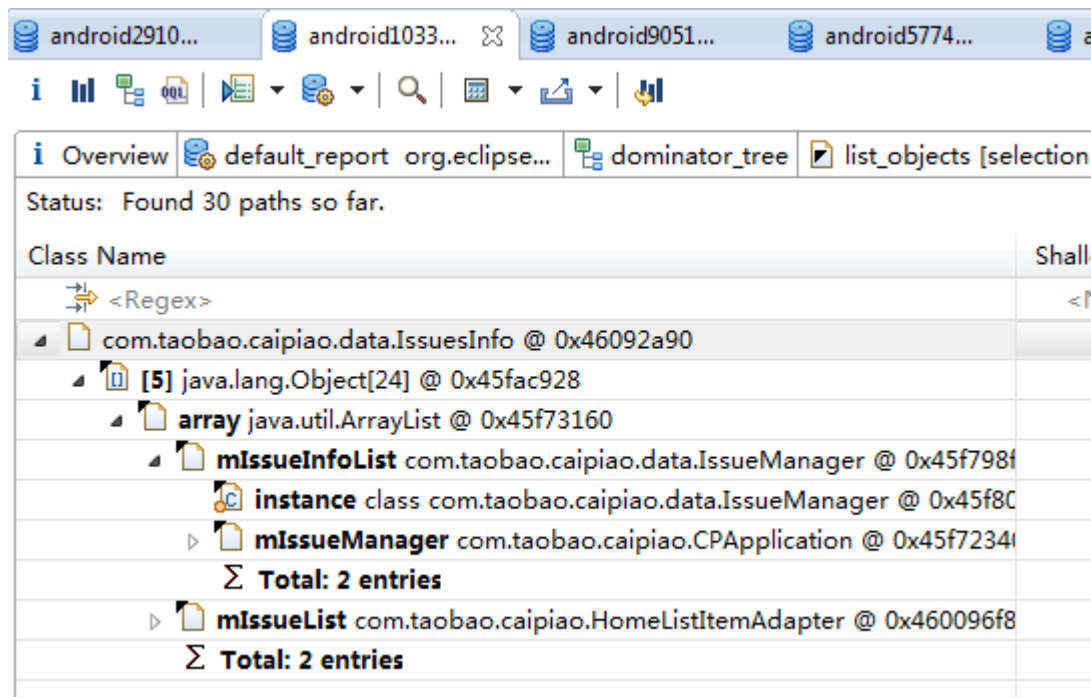 android2910... android1033... android9051... android5774... a
i OQL
i Overview default_report org.eclipse... dominator_tree list_objects [selection
Status: Found 30 paths so far.
Class Name Shall
<Regex> <N
com.taobao.caipiao.data.IssuesInfo @ 0x46092a90
[5] java.lang.Object[24] @ 0x45fac928
array java.util.ArrayList @ 0x45f73160
mIssueInfoList com.taobao.caipiao.data.IssueManager @ 0x45f798f
instance class com.taobao.caipiao.data.IssueManager @ 0x45f80
mIssueManager com.taobao.caipiao.CPApplication @ 0x45f7234
Σ Total: 2 entries
mIssueList com.taobao.caipiao.HomeListItemAdapter @ 0x460096f8
Σ Total: 2 entries